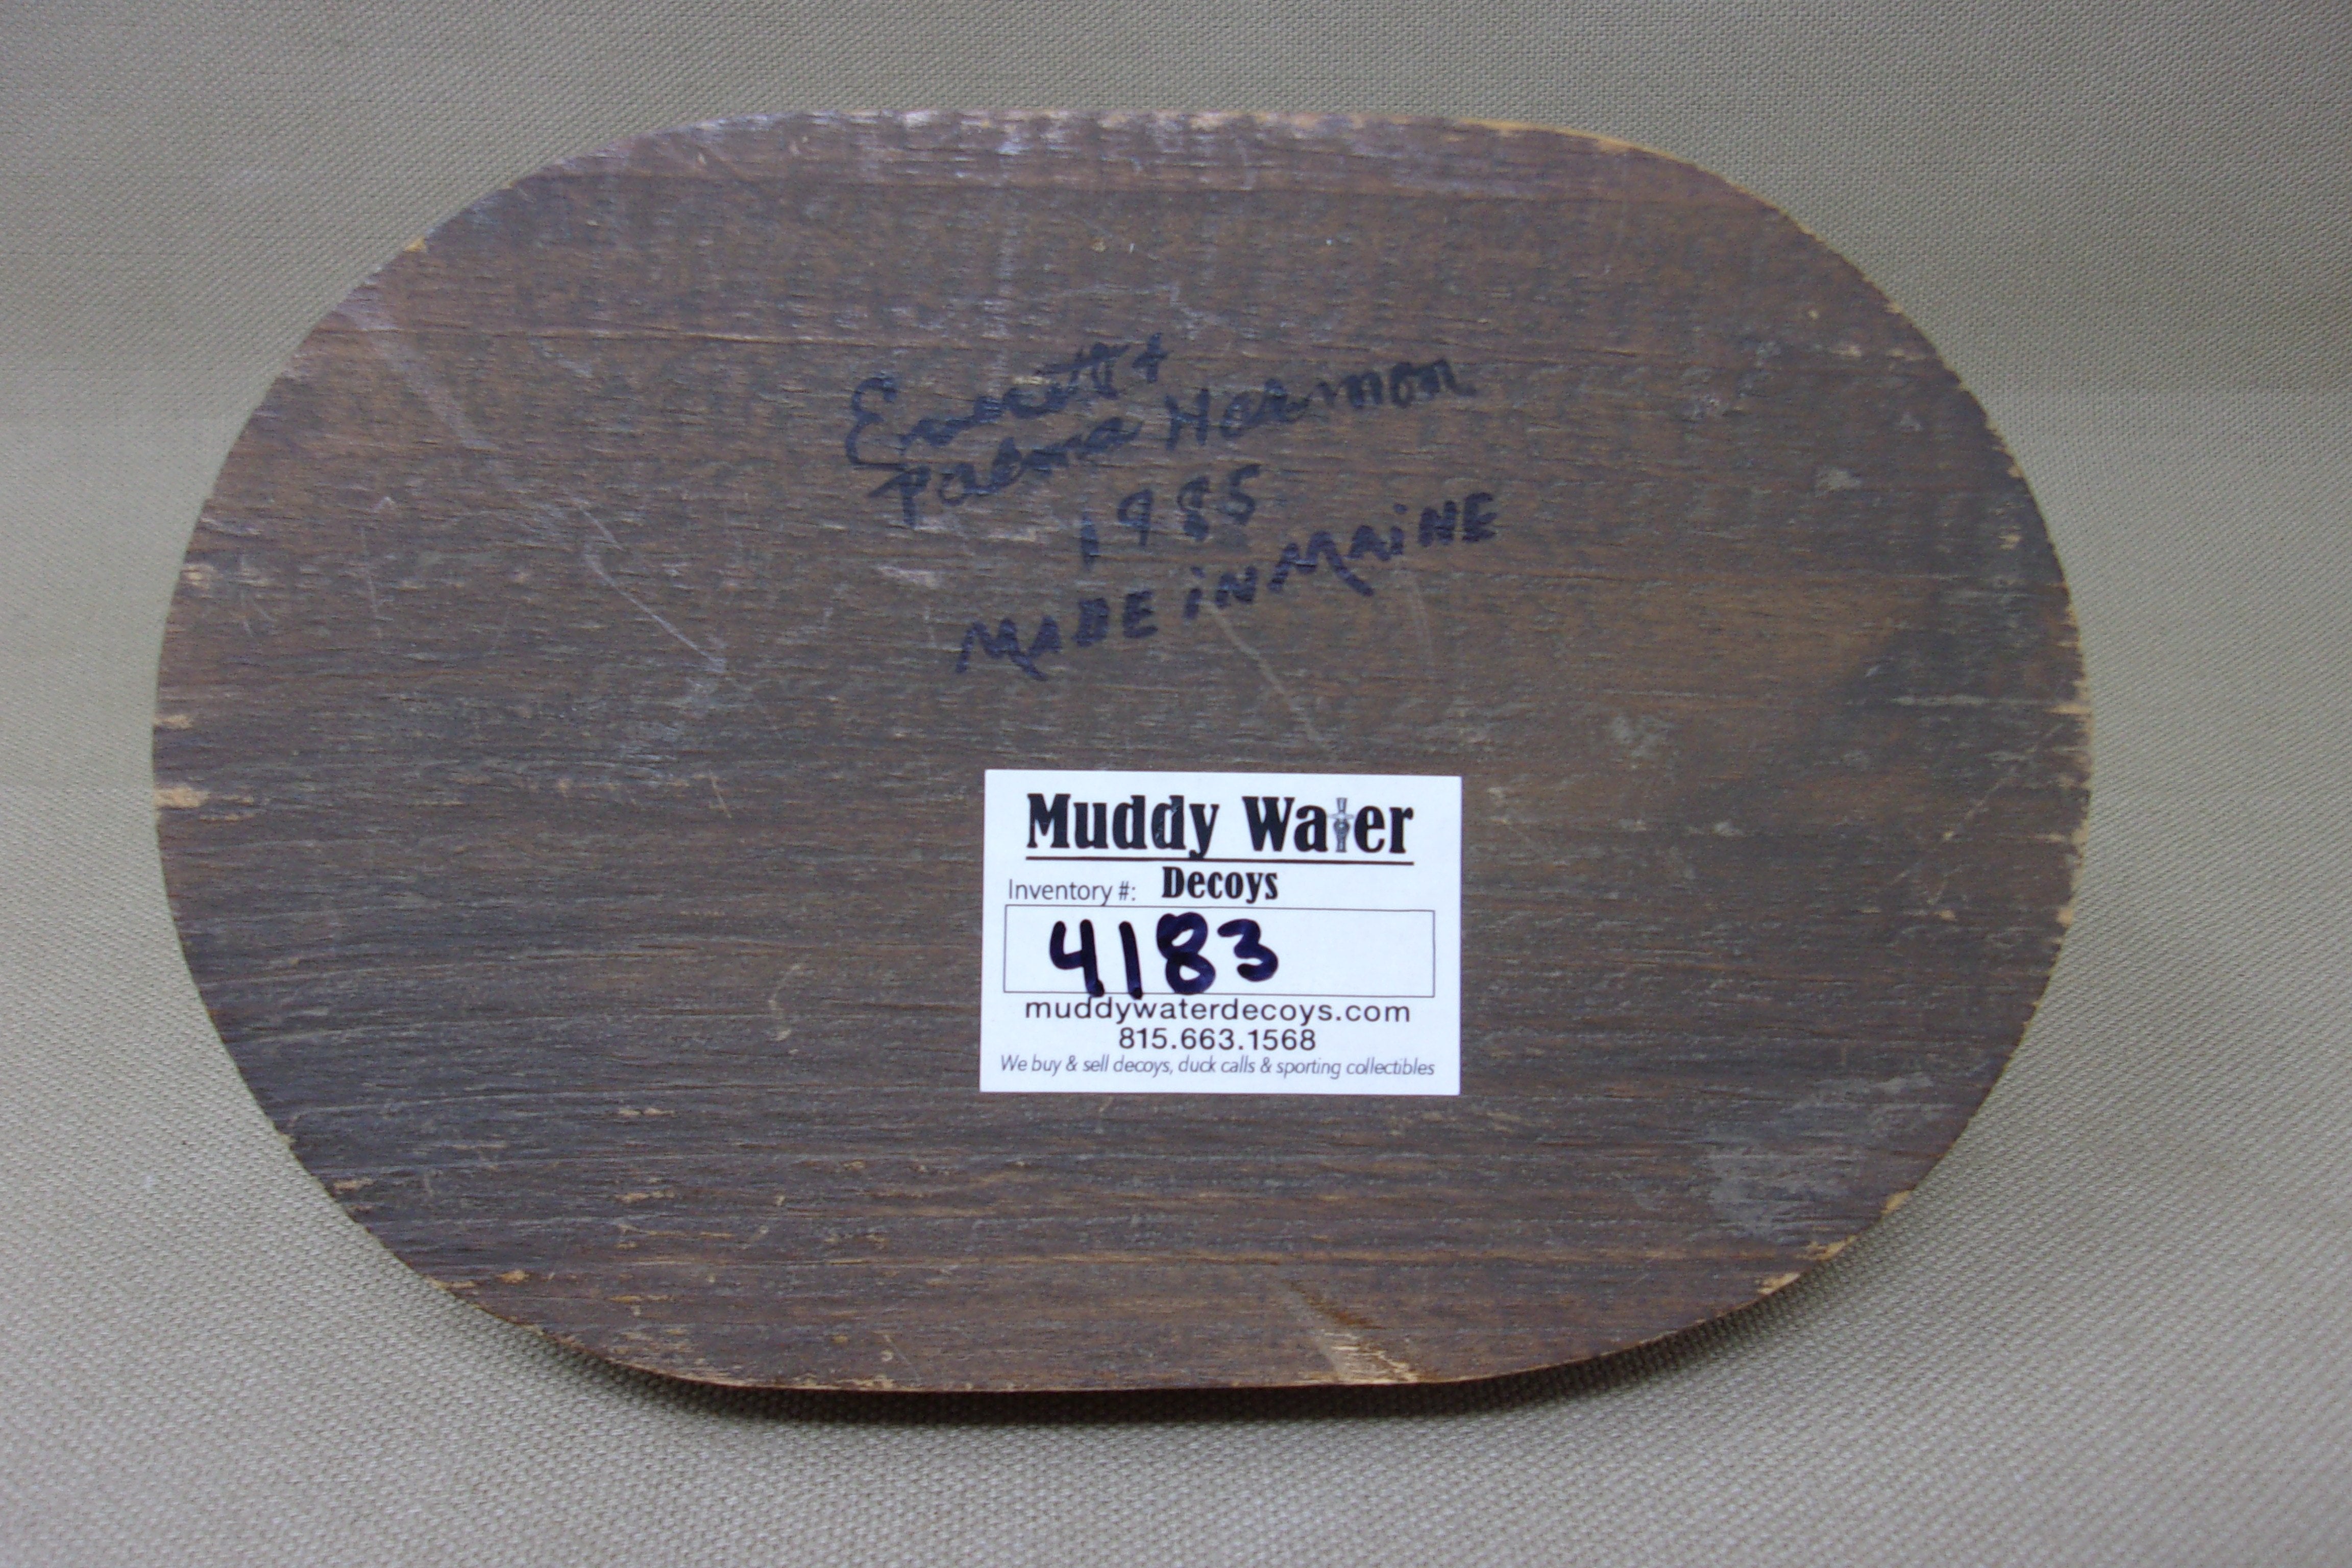 Everett +
Palma Harmon
1985
MADE iN MAiNE
Muddy Water
Decoys
Inventory #:
4183
muddywaterdecoys.com
815.663.1568
We buy & sell decoys, duck calls & sporting collectibles